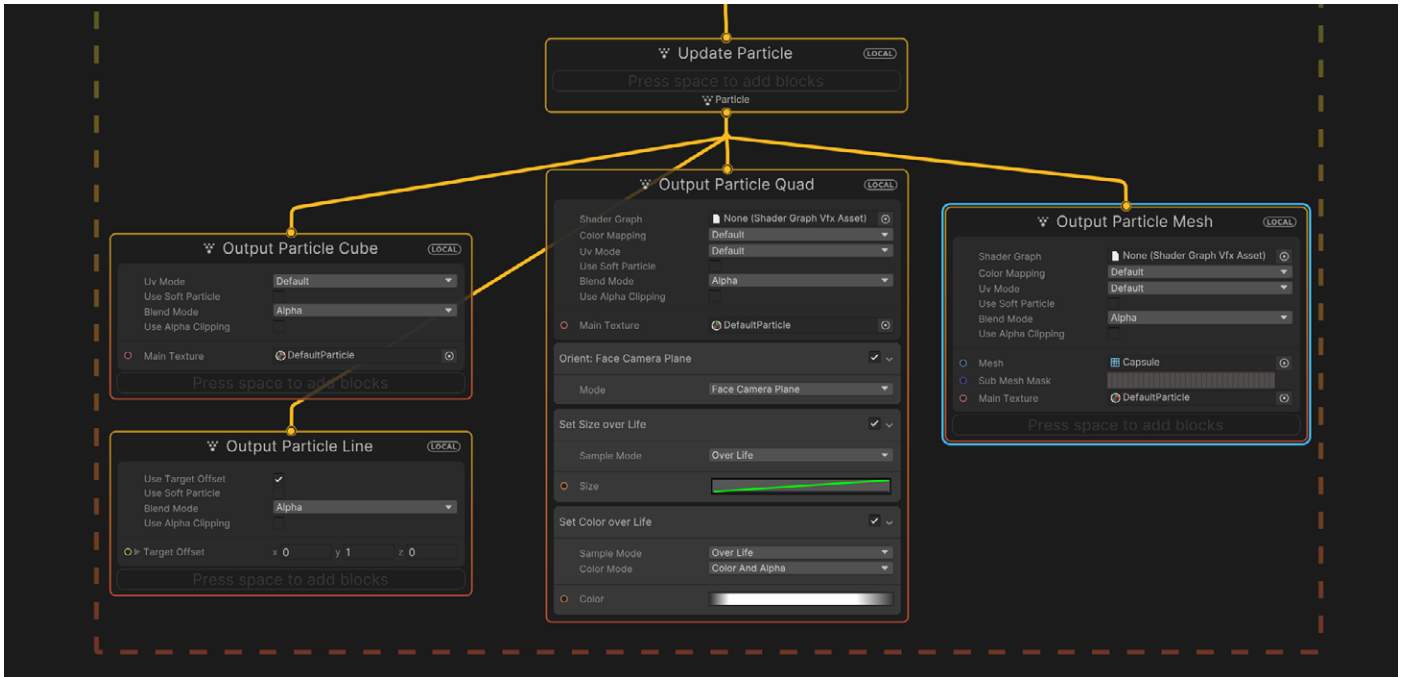 Update Particle LOCAL
Press space to add blocks
Particle
Output Particle Cube LOCAL
Uv Mode Default
Use Soft Particle
Blend Mode Alpha
Use Alpha Clipping
Main Texture DefaultParticle
Press space to add blocks
Output Particle Line LOCAL
Use Target Offset
Use Soft Particle
Blend Mode Alpha
Use Alpha Clipping
Target Offset x 0 y 1 z 0
Press space to add blocks
Output Particle Quad LOCAL
Shader Graph None (Shader Graph Vfx Asset)
Color Mapping Default
Uv Mode Default
Use Soft Particle
Blend Mode Alpha
Use Alpha Clipping
Main Texture DefaultParticle
Orient: Face Camera Plane
Mode Face Camera Plane
Set Size over Life
Sample Mode Over Life
Size
Set Color over Life
Sample Mode Over Life
Color Mode Color And Alpha
Color
Output Particle Mesh LOCAL
Shader Graph None (Shader Graph Vfx Asset)
Color Mapping Default
Uv Mode Default
Use Soft Particle
Blend Mode Alpha
Use Alpha Clipping
Mesh Capsule
Sub Mesh Mask
Main Texture DefaultParticle
Press space to add blocks